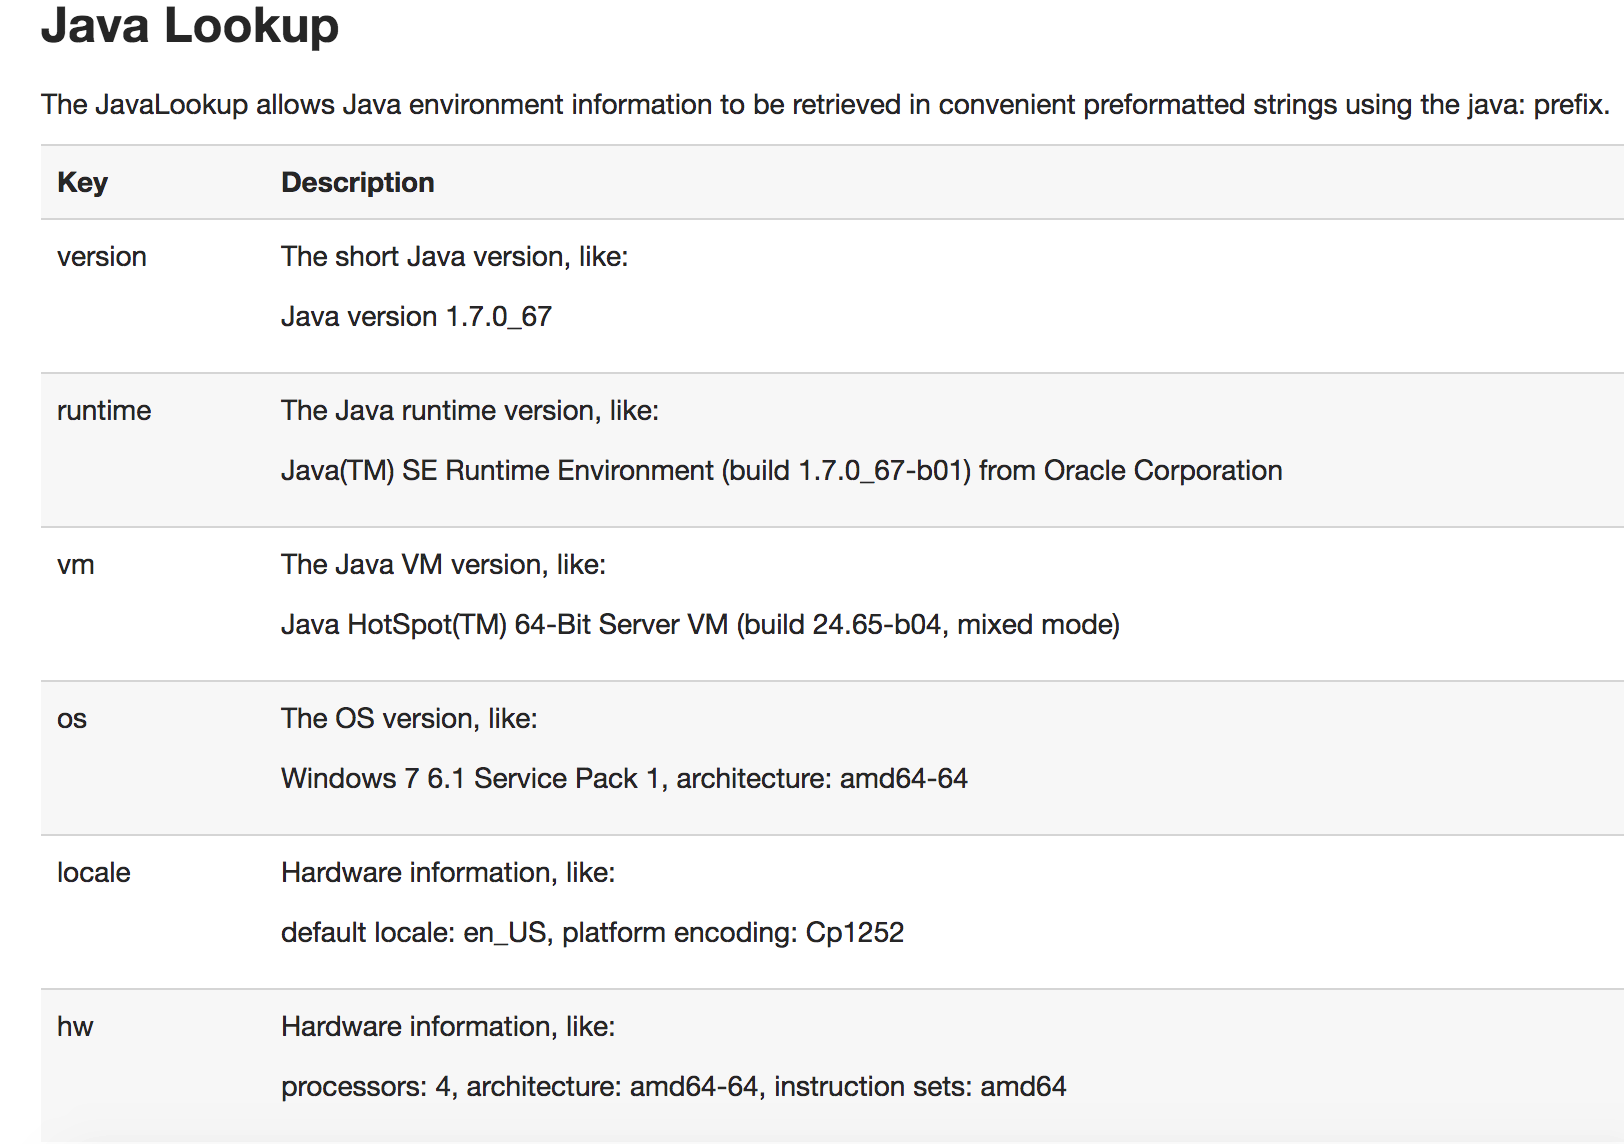 Java Lookup
The JavaLookup allows Java environment information to be retrieved in convenient preformatted strings using the java: prefix.
Key Description
version The short Java version, like:
Java version 1.7.0_67
runtime The Java runtime version, like:
Java(TM) SE Runtime Environment (build 1.7.0_67-b01) from Oracle Corporation
vm The Java VM version, like:
Java HotSpot(TM) 64-Bit Server VM (build 24.65-b04, mixed mode)
os The OS version, like:
Windows 7 6.1 Service Pack 1, architecture: amd64-64
locale Hardware information, like:
default locale: en_US, platform encoding: Cp1252
hw Hardware information, like:
processors: 4, architecture: amd64-64, instruction sets: amd64